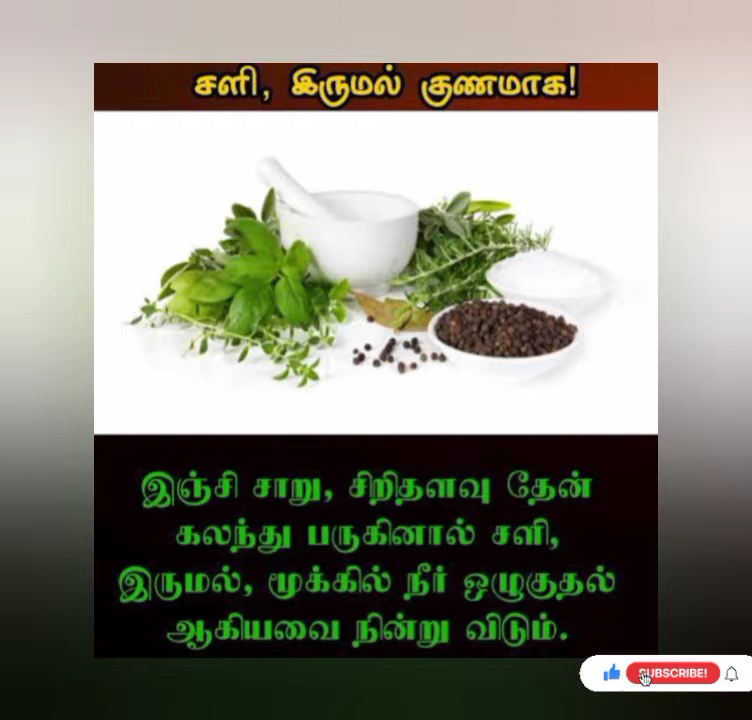 சளி, இருமல் குணமாக!
இஞ்சி சாறு, சிறிதளவு தேன்
கலந்து பருகினால் சளி,
இருமல், மூக்கில் நீர் ஒழுகுதல்
ஆகியவை நின்று விடும்.
SUBSCRIBE!